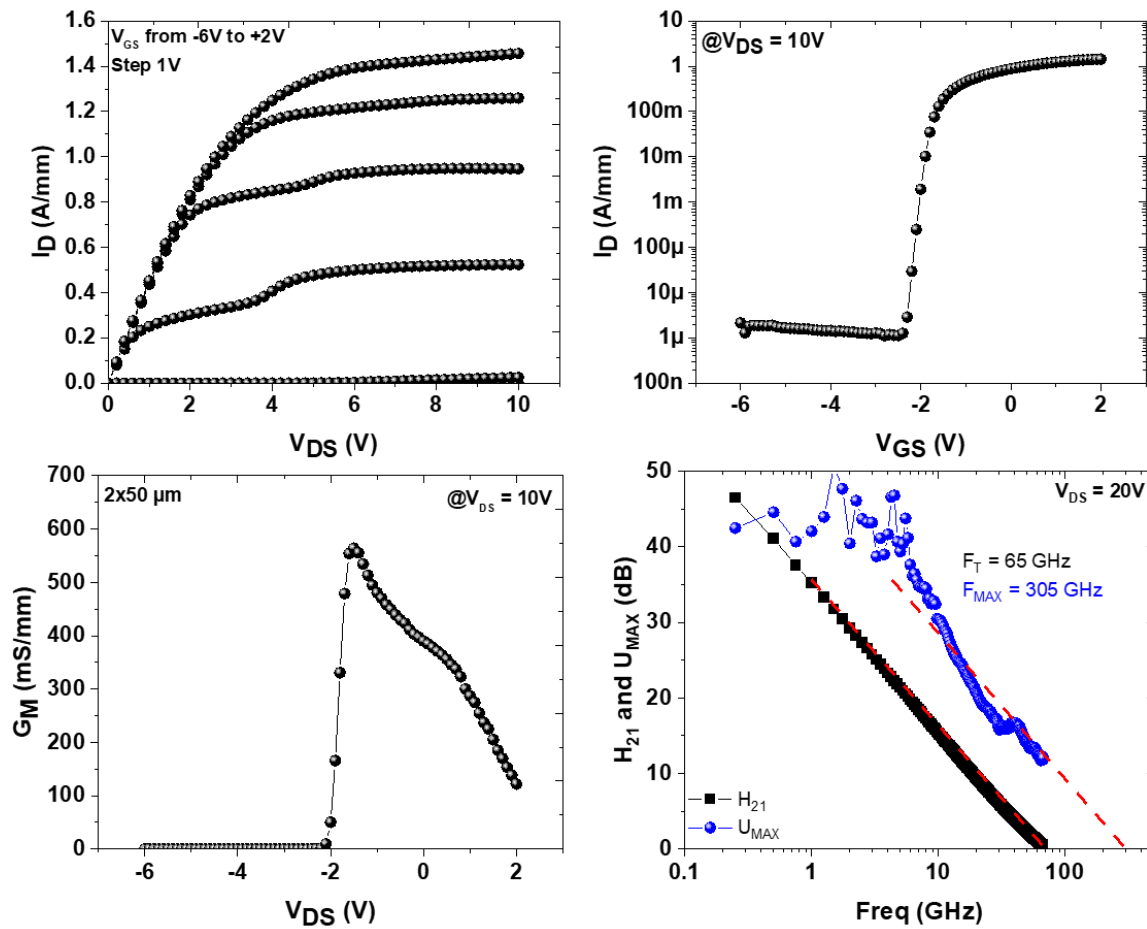 1.6
1.4
1.2
1.0
0.8
0.6
0.4
0.2
0.0
I_D (A/mm)
V_GS from -6V to +2V
Step 1V
0 2 4 6 8 10
V_DS (V)
1
100m
10m
1m
100µ
10µ
1µ
100n
I_D (A/mm)
@V_DS = 10V
-6 -4 -2 0 2
V_GS (V)
700
600
500
400
300
200
100
0
G_M (mS/mm)
2x50 µm
@V_DS = 10V
-6 -4 -2 0 2
V_DS (V)
50
40
30
20
10
0
H_21 and U_MAX (dB)
V_DS = 20V
F_T = 65 GHz
F_MAX = 305 GHz
H_21
U_MAX
0.1 1 10 100
Freq (GHz)